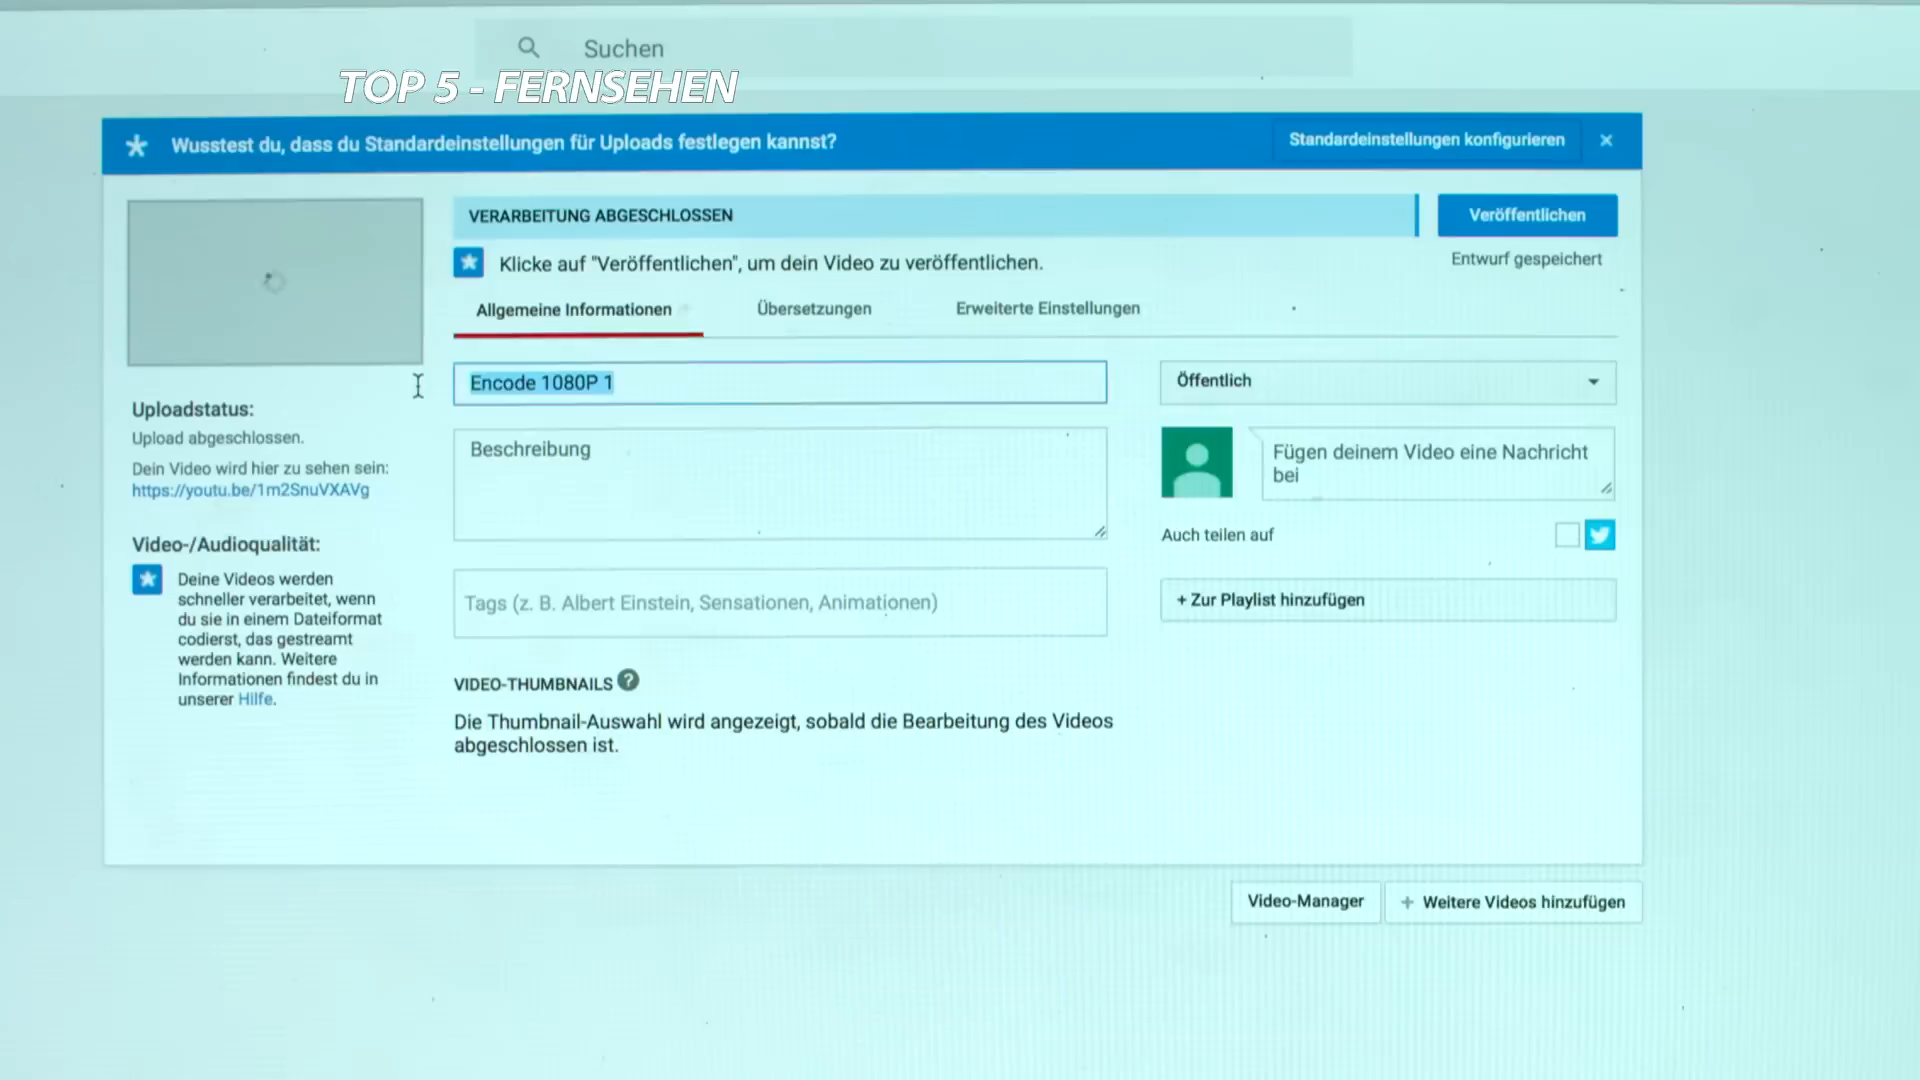 Suchen
TOP 5 - FERNSEHEN
Wusstest du, dass du Standardeinstellungen für Uploads festlegen kannst?
Standardeinstellungen konfigurieren
VERARBEITUNG ABGESCHLOSSEN
Veröffentlichen
Klicke auf "Veröffentlichen", um dein Video zu veröffentlichen.
Entwurf gespeichert
Allgemeine Informationen
Übersetzungen
Erweiterte Einstellungen
Encode 1080P 1
Öffentlich
Uploadstatus:
Upload abgeschlossen.
Dein Video wird hier zu sehen sein:
https://youtu.be/1m2SnuVXAVg
Beschreibung
Fügen deinem Video eine Nachricht
bei
Auch teilen auf
Video-/Audioqualität:
Deine Videos werden
schneller verarbeitet, wenn
du sie in einem Dateiformat
codierst, das gestreamt
werden kann. Weitere
Informationen findest du in
unserer Hilfe.
Tags (z. B. Albert Einstein, Sensationen, Animationen)
+ Zur Playlist hinzufügen
VIDEO-THUMBNAILS ?
Die Thumbnail-Auswahl wird angezeigt, sobald die Bearbeitung des Videos
abgeschlossen ist.
Video-Manager
+ Weitere Videos hinzufügen